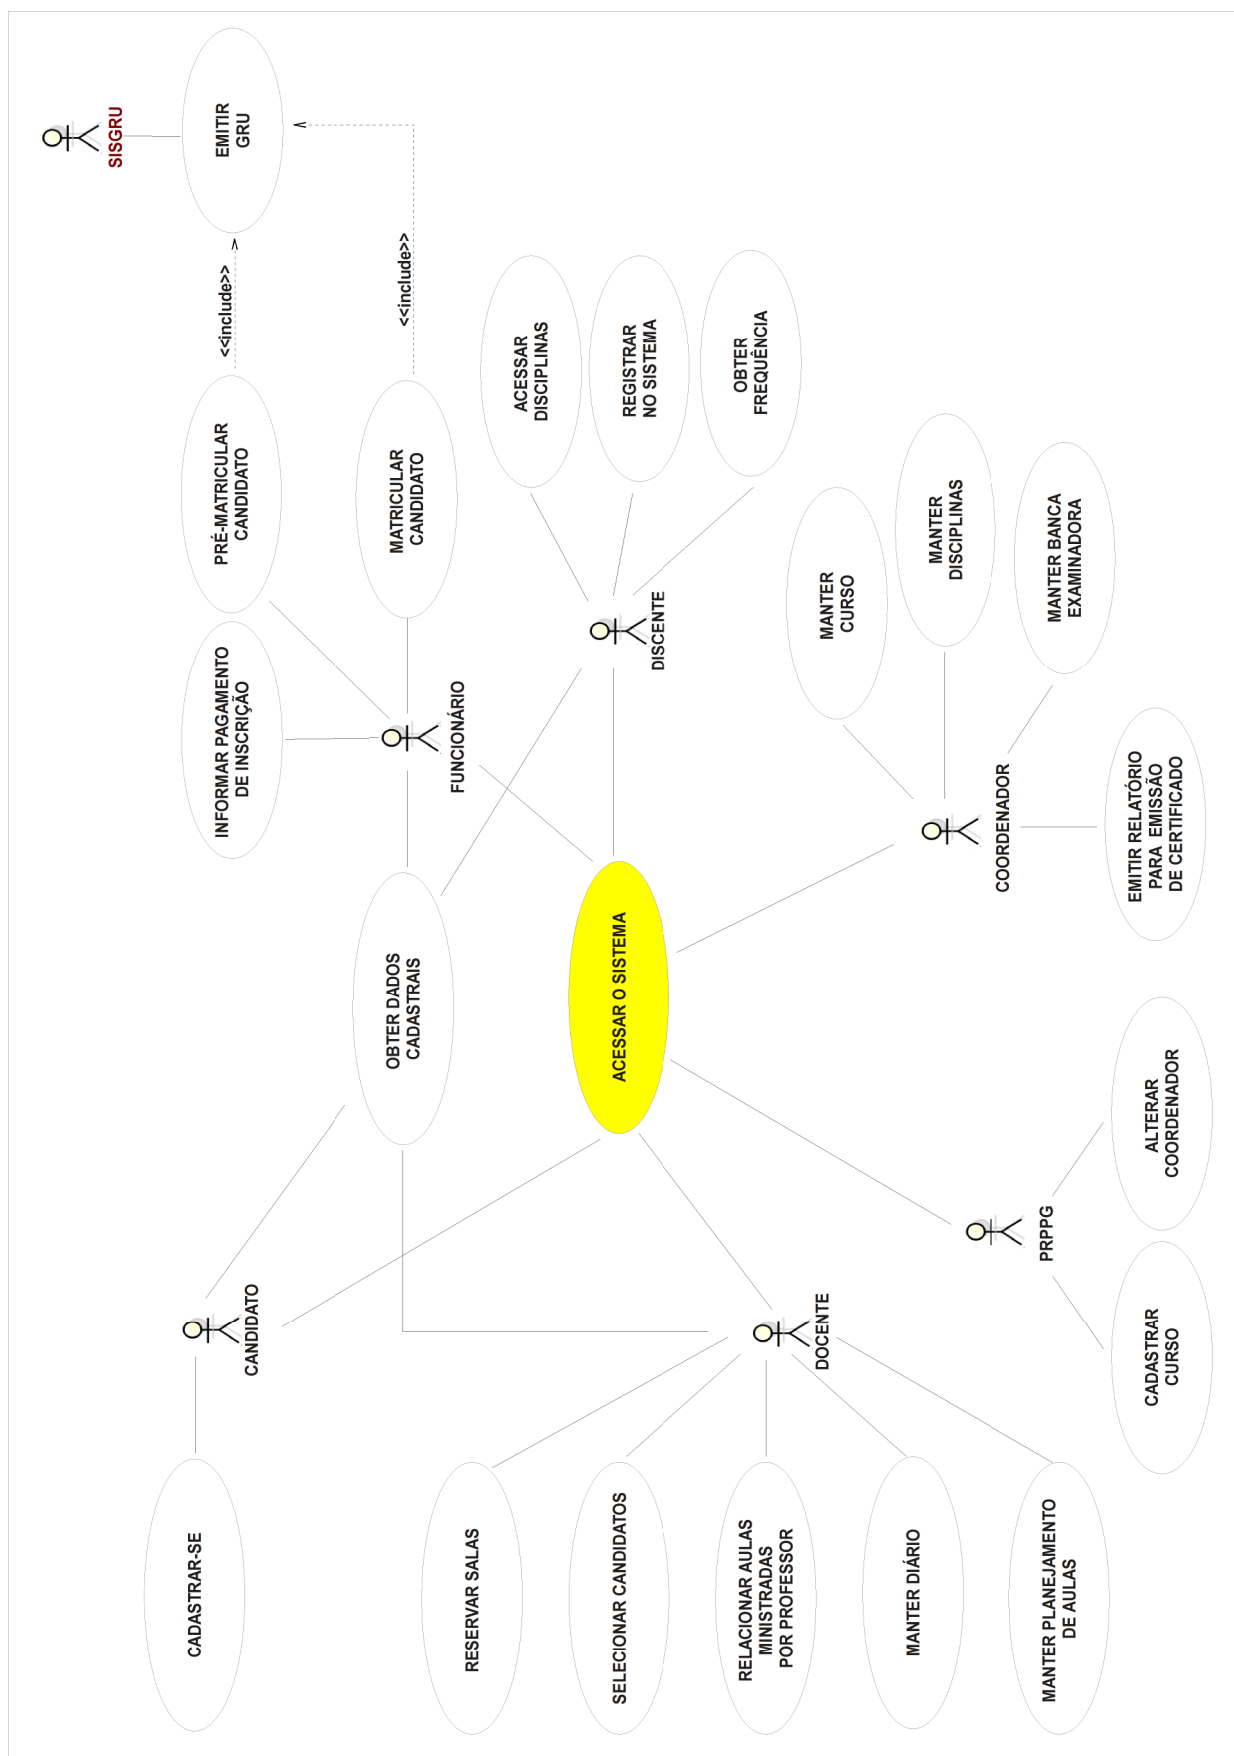 SISGRU
EMITIR
GRU
<<include>>
<<include>>
PRÉ-MATRICULAR
CANDIDATO
MATRICULAR
CANDIDATO
INFORMAR PAGAMENTO
DE INSCRIÇÃO
FUNCIONÁRIO
ACESSAR
DISCIPLINAS
REGISTRAR
NO SISTEMA
OBTER
FREQUÊNCIA
DISCENTE
MANTER
CURSO
MANTER
DISCIPLINAS
MANTER BANCA
EXAMINADORA
COORDENADOR
EMITIR RELATÓRIO
PARA EMISSÃO
DE CERTIFICADO
OBTER DADOS
CADASTRAIS
ACESSAR O SISTEMA
ALTERAR
COORDENADOR
PRPPG
CADASTRAR
CURSO
CANDIDATO
DOCENTE
CADASTRAR-SE
RESERVAR SALAS
SELECIONAR CANDIDATOS
RELACIONAR AULAS
MINISTRADAS
POR PROFESSOR
MANTER DIÁRIO
MANTER PLANEJAMENTO
DE AULAS